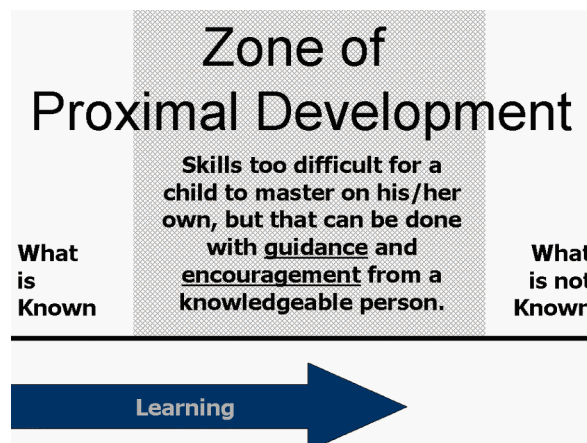 Zone of
Proximal Development
Skills too difficult for a
child to master on his/her
own, but that can be done
with guidance and
encouragement from a
knowledgeable person.
What
is
Known
What
is not
Known
Learning